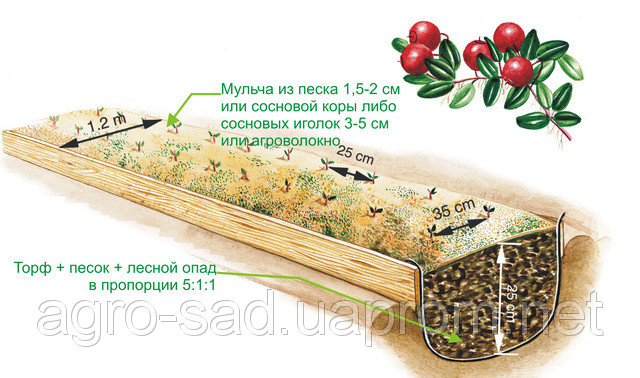 Мульча из песка 1,5-2 см
или сосновой коры либо
сосновых иголок 3-5 см
или агроволокно
1.2 m
25 cm
35 cm
Торф + песок + лесной опад
в пропорции 5:1:1
25 cm
agro-sad.uaprom.net